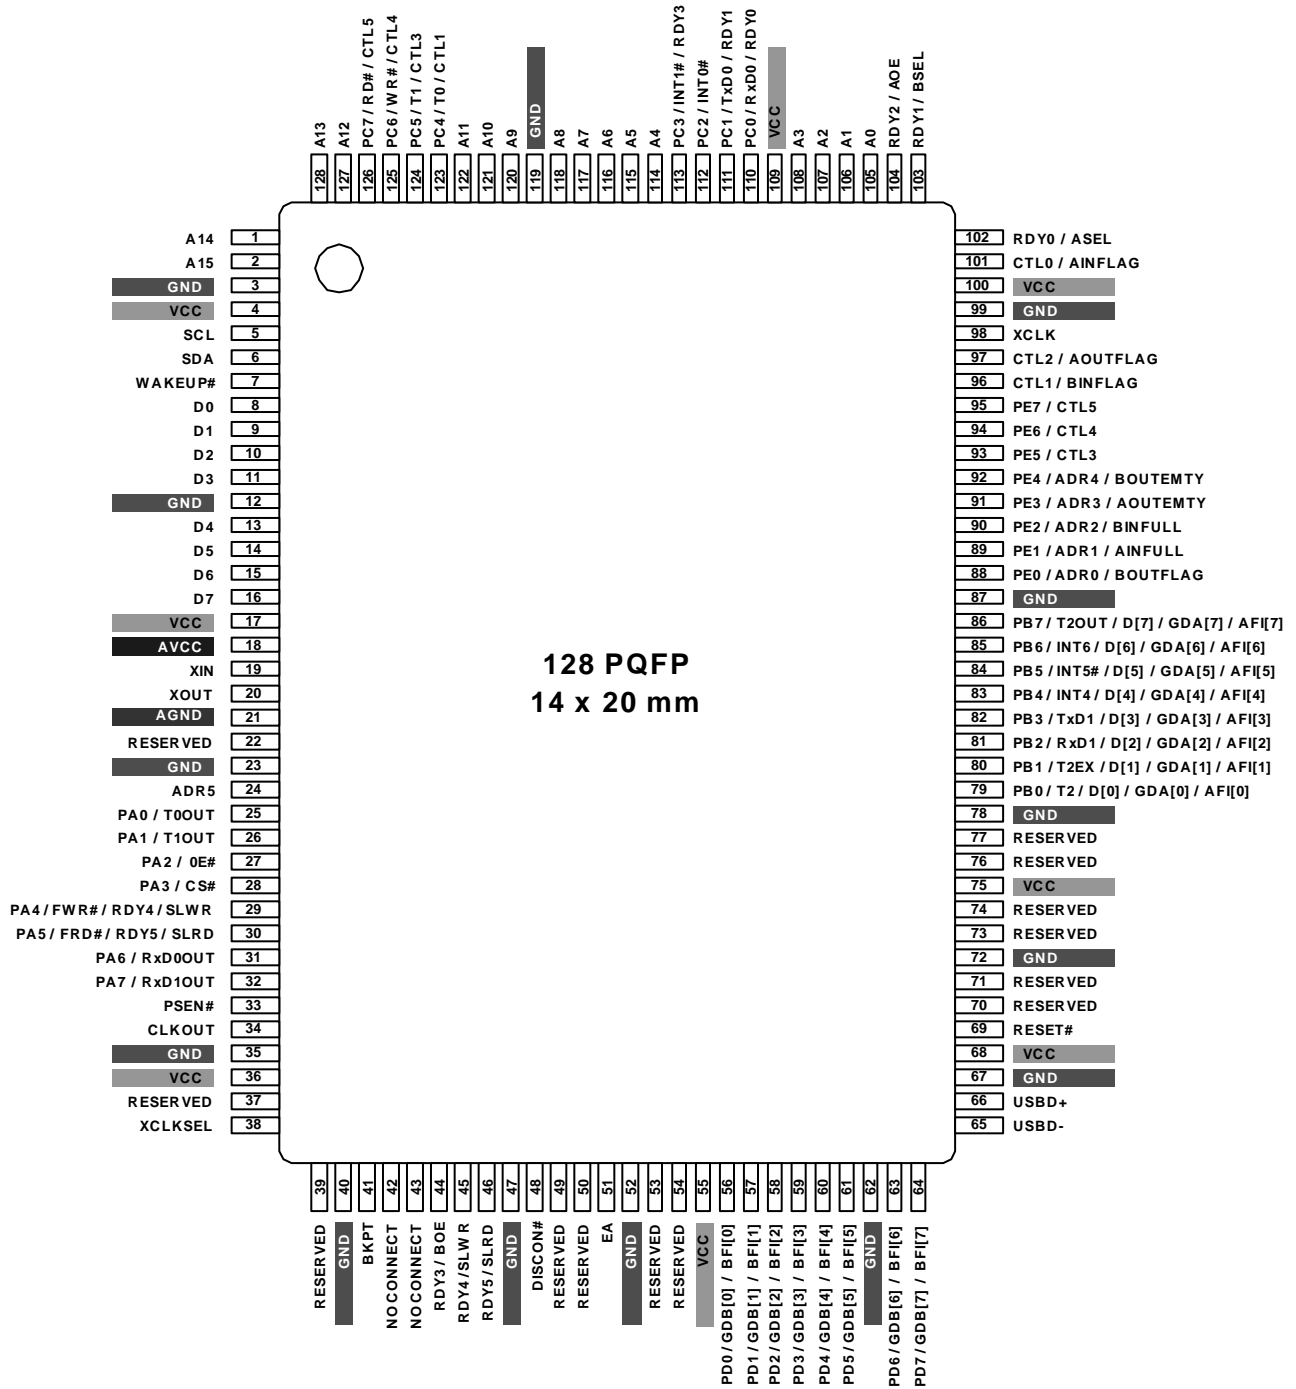 A13
A12
PC7 / RD# / CTL5
PC6 / WR# / CTL4
PC5 / T1 / CTL3
PC4 / T0 / CTL1
A11
A10
A9
GND
A8
A7
A6
A5
A4
PC3 / INT1# / RDY3
PC2 / INT0#
PC1 / TxD0 / RDY1
PC0 / RxD0 / RDY0
VCC
A3
A2
A1
A0
RDY2 / AOE
RDY1 / BSEL
128 127 126 125 124 123 122 121 120 119 118 117 116 115 114 113 112 111 110 109 108 107 106 105 104 103
A14 1
A15 2
GND 3
VCC 4
SCL 5
SDA 6
WAKEUP# 7
D0 8
D1 9
D2 10
D3 11
GND 12
D4 13
D5 14
D6 15
D7 16
VCC 17
AVCC 18
XIN 19
XOUT 20
AGND 21
RESERVED 22
GND 23
ADR5 24
PA0 / T0OUT 25
PA1 / T1OUT 26
PA2 / 0E# 27
PA3 / CS# 28
PA4 / FWR# / RDY4 / SLWR 29
PA5 / FRD# / RDY5 / SLRD 30
PA6 / RxD0OUT 31
PA7 / RxD1OUT 32
PSEN# 33
CLKOUT 34
GND 35
VCC 36
RESERVED 37
XCLKSEL 38
128 PQFP
14 x 20 mm
102 RDY0 / ASEL
101 CTL0 / AINFLAG
100 VCC
99 GND
98 XCLK
97 CTL2 / AOUTFLAG
96 CTL1 / BINFLAG
95 PE7 / CTL5
94 PE6 / CTL4
93 PE5 / CTL3
92 PE4 / ADR4 / BOUTEMTY
91 PE3 / ADR3 / AOUTEMTY
90 PE2 / ADR2 / BINFULL
89 PE1 / ADR1 / AINFULL
88 PE0 / ADR0 / BOUTFLAG
87 GND
86 PB7 / T2OUT / D[7] / GDA[7] / AFI[7]
85 PB6 / INT6 / D[6] / GDA[6] / AFI[6]
84 PB5 / INT5# / D[5] / GDA[5] / AFI[5]
83 PB4 / INT4 / D[4] / GDA[4] / AFI[4]
82 PB3 / TxD1 / D[3] / GDA[3] / AFI[3]
81 PB2 / RxD1 / D[2] / GDA[2] / AFI[2]
80 PB1 / T2EX / D[1] / GDA[1] / AFI[1]
79 PB0 / T2 / D[0] / GDA[0] / AFI[0]
78 GND
77 RESERVED
76 RESERVED
75 VCC
74 RESERVED
73 RESERVED
72 GND
71 RESERVED
70 RESERVED
69 RESET#
68 VCC
67 GND
66 USBD+
65 USBD-
39 40 41 42 43 44 45 46 47 48 49 50 51 52 53 54 55 56 57 58 59 60 61 62 63 64
RESERVED
GND
BKPT
NOCONNECT
NOCONNECT
RDY3 / BOE
RDY4 / SLWR
RDY5 / SLRD
GND
DISCON#
RESERVED
RESERVED
EA
GND
RESERVED
RESERVED
VCC
PD0 / GDB[0] / BFI[0]
PD1 / GDB[1] / BFI[1]
PD2 / GDB[2] / BFI[2]
PD3 / GDB[3] / BFI[3]
PD4 / GDB[4] / BFI[4]
PD5 / GDB[5] / BFI[5]
GND
PD6 / GDB[6] / BFI[6]
PD7 / GDB[7] / BFI[7]